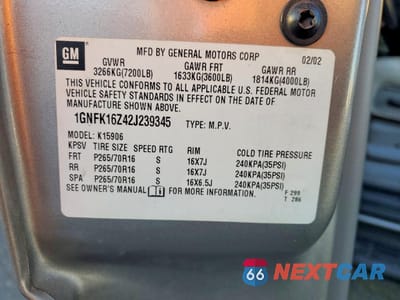 GM
MFD BY GENERAL MOTORS CORP 02/02
GVWR GAWR FRT GAWR RR
3266KG(7200LB) 1633KG(3600LB) 1814KG(4000LB)
THIS VEHICLE CONFORMS TO ALL APPLICABLE U.S. FEDERAL MOTOR
VEHICLE SAFETY STANDARDS IN EFFECT ON THE DATE OF
MANUFACTURE SHOWN ABOVE.
1GNFK16Z42J239345 TYPE: M.P.V.
MODEL: K15906
KPSV TIRE SIZE SPEED RTG RIM COLD TIRE PRESSURE
FRT P265/70R16 S 16X7J 240KPA(35PSI)
RR P265/70R16 S 16X7J 240KPA(35PSI)
SPA P265/70R16 S 16X6.5J 240KPA(35PSI)
SEE OWNER'S MANUAL FOR MORE INFORMATION. F 299
T 286
66 NEXTCAR